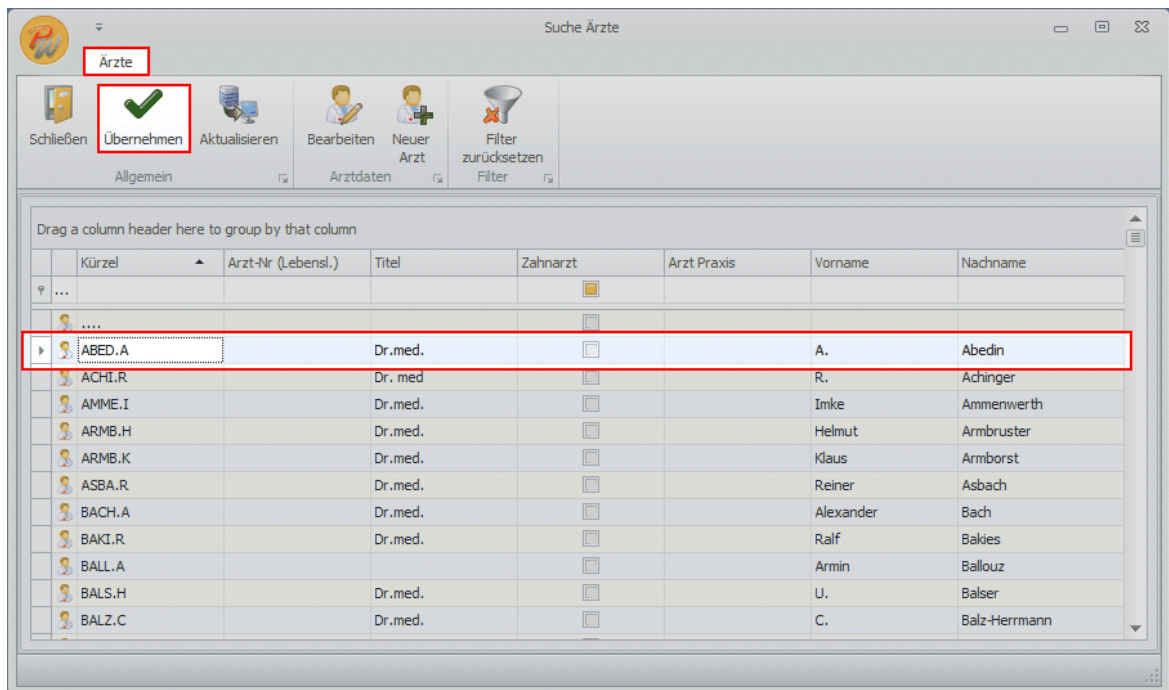 PW
Suche Ärzte
Ärzte
Schließen Übernehmen Aktualisieren Bearbeiten Neuer Arzt Filter zurücksetzen
Allgemein Arztdaten Filter
Drag a column header here to group by that column
Kürzel Arzt-Nr (Lebensl.) Titel Zahnarzt Arzt Praxis Vorname Nachname
...
....
ABED.A Dr.med. A. Abedin
ACHI.R Dr. med R. Achinger
AMME.I Dr.med. Imke Ammenwerth
ARMB.H Dr.med. Helmut Armbruster
ARMB.K Dr.med. Klaus Armborst
ASBA.R Dr.med. Reiner Asbach
BACH.A Dr.med. Alexander Bach
BAKI.R Dr.med. Ralf Bakies
BALL.A Armin Ballouz
BALS.H Dr.med. U. Balser
BALZ.C Dr.med. C. Balz-Herrmann